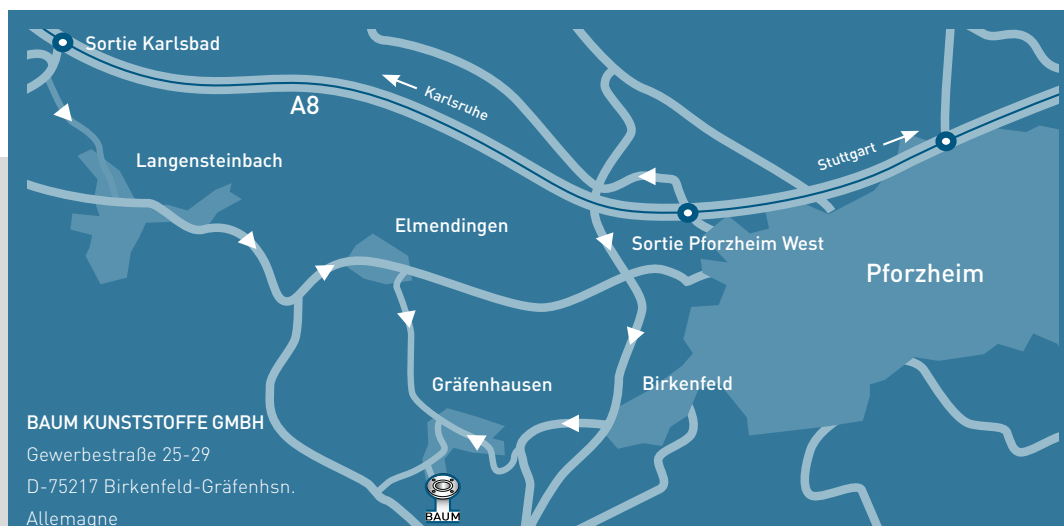 Sortie Karlsbad
A8
Karlsruhe
Stuttgart
Langensteinbach
Elmendingen
Sortie Pforzheim West
Pforzheim
Gräfenhausen
Birkenfeld
BAUM KUNSTSTOFFE GMBH
Gewerbestraße 25-29
D-75217 Birkenfeld-Gräfenhsn.
Allemagne
BAUM